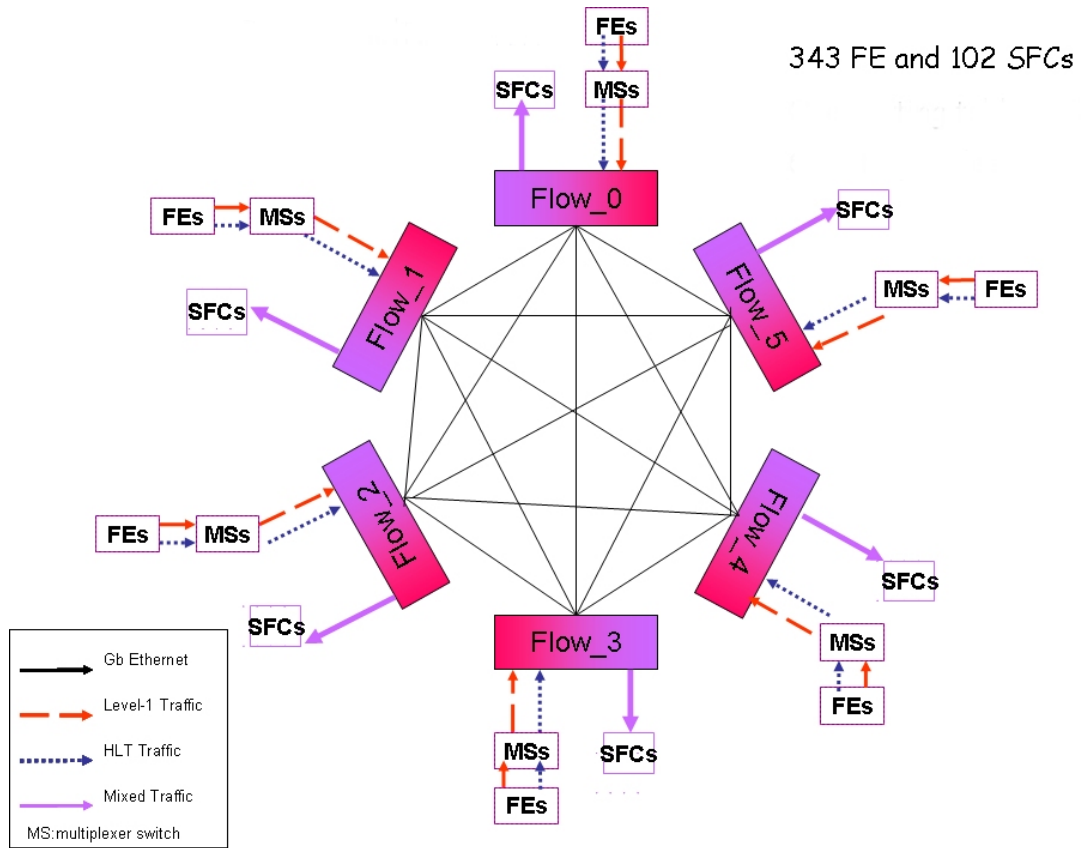 343 FE and 102 SFCs
FEs
MSs
SFCs
Flow_0
FEs
MSs
Flow_1
SFCs
SFCs
Flow_5
MSs
FEs
FEs
MSs
Flow_2
SFCs
Flow_4
SFCs
MSs
FEs
Flow_3
MSs
FEs
SFCs
Gb Ethernet
Level-1 Traffic
HLT Traffic
Mixed Traffic
MS:multiplexer switch